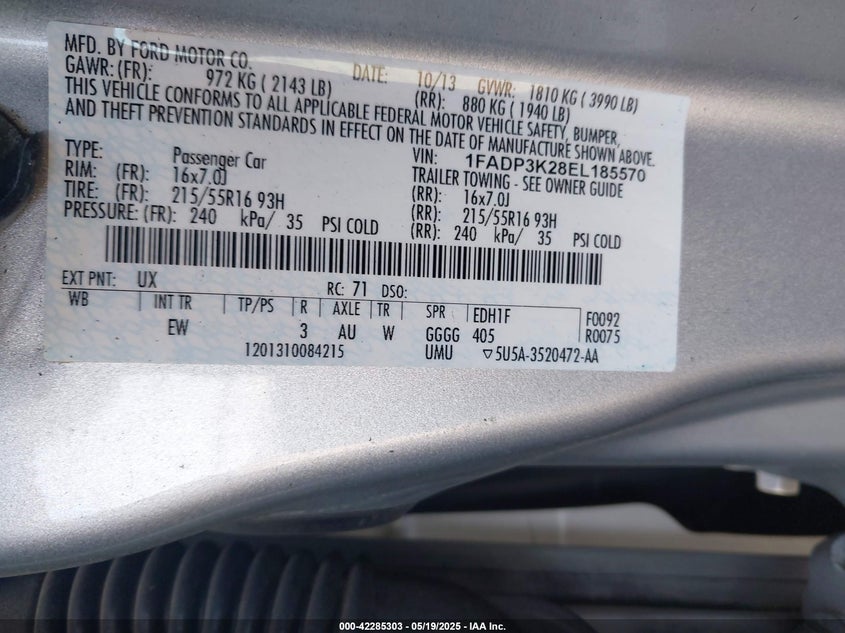 MFD. BY FORD MOTOR CO.
DATE: 10/13 GVWR: 1810 KG ( 3990 LB)
GAWR: (FR): 972 KG ( 2143 LB) (RR): 880 KG ( 1940 LB)
THIS VEHICLE CONFORMS TO ALL APPLICABLE FEDERAL MOTOR VEHICLE SAFETY, BUMPER,
AND THEFT PREVENTION STANDARDS IN EFFECT ON THE DATE OF MANUFACTURE SHOWN ABOVE.
VIN: 1FADP3K28EL185570
TYPE: Passenger Car TRAILER TOWING - SEE OWNER GUIDE
RIM: (FR): 16x7.0J (RR): 16x7.0J
TIRE: (FR): 215/55R16 93H (RR): 215/55R16 93H
PRESSURE: (FR): 240 kPa/ 35 PSI COLD (RR): 240 kPa/ 35 PSI COLD
EXT PNT: UX RC: 71 DSO:
WB INT TR TP/PS R AXLE TR SPR EDH1F F0092
EW 3 AU W GGGG 405 R0075
1201310084215 UMU ▽5U5A-3520472-AA
000-42285303 — 05/19/2025 — IAA Inc.